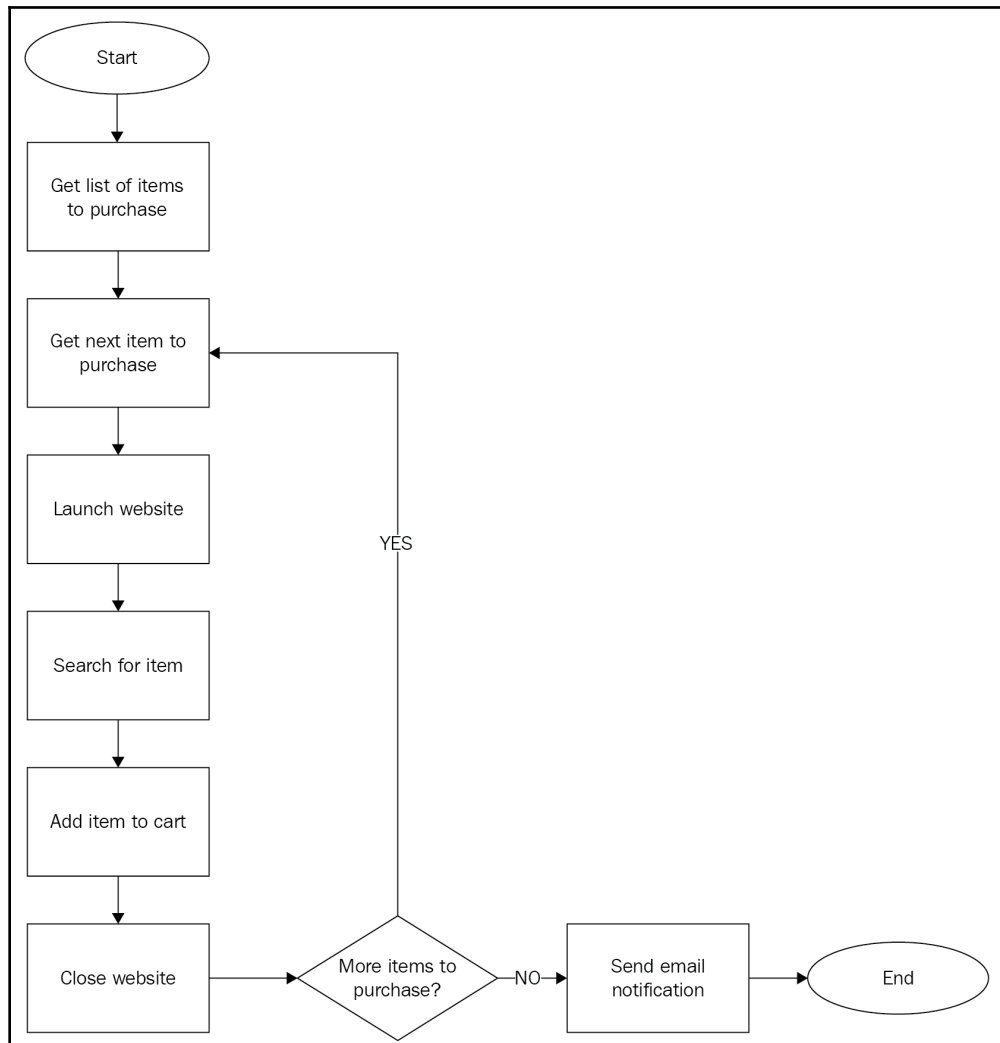 Start
Get list of items
to purchase
Get next item to
purchase
Launch website
YES
Search for item
Add item to cart
Close website
More items to
purchase?
NO
Send email
notification
End